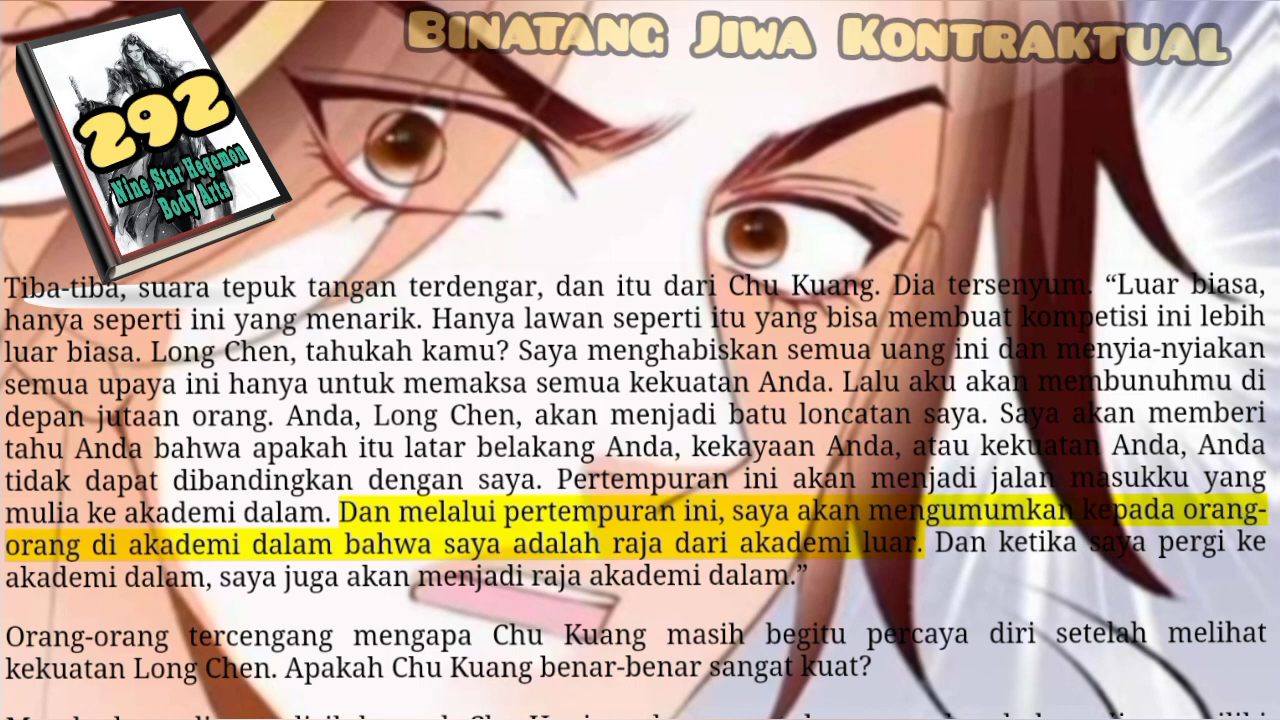 Binatang Jiwa Kontraktual
292
Nine Star Hegemon
Body Arts
Tiba-tiba, suara tepuk tangan terdengar, dan itu dari Chu Kuang. Dia tersenyum. “Luar biasa,
hanya seperti ini yang menarik. Hanya lawan seperti itu yang bisa membuat kompetisi ini lebih
luar biasa. Long Chen, tahukah kamu? Saya menghabiskan semua uang ini dan menyia-nyiakan
semua upaya ini hanya untuk memaksa semua kekuatan Anda. Lalu aku akan membunuhmu di
depan jutaan orang. Anda, Long Chen, akan menjadi batu loncatan saya. Saya akan memberi
tahu Anda bahwa apakah itu latar belakang Anda, kekayaan Anda, atau kekuatan Anda, Anda
tidak dapat dibandingkan dengan saya. Pertempuran ini akan menjadi jalan masukku yang
mulia ke akademi dalam. Dan melalui pertempuran ini, saya akan mengumumkan kepada orang-
orang di akademi dalam bahwa saya adalah raja dari akademi luar. Dan ketika saya pergi ke
akademi dalam, saya juga akan menjadi raja akademi dalam.”
Orang-orang tercengang mengapa Chu Kuang masih begitu percaya diri setelah melihat
kekuatan Long Chen. Apakah Chu Kuang benar-benar sangat kuat?